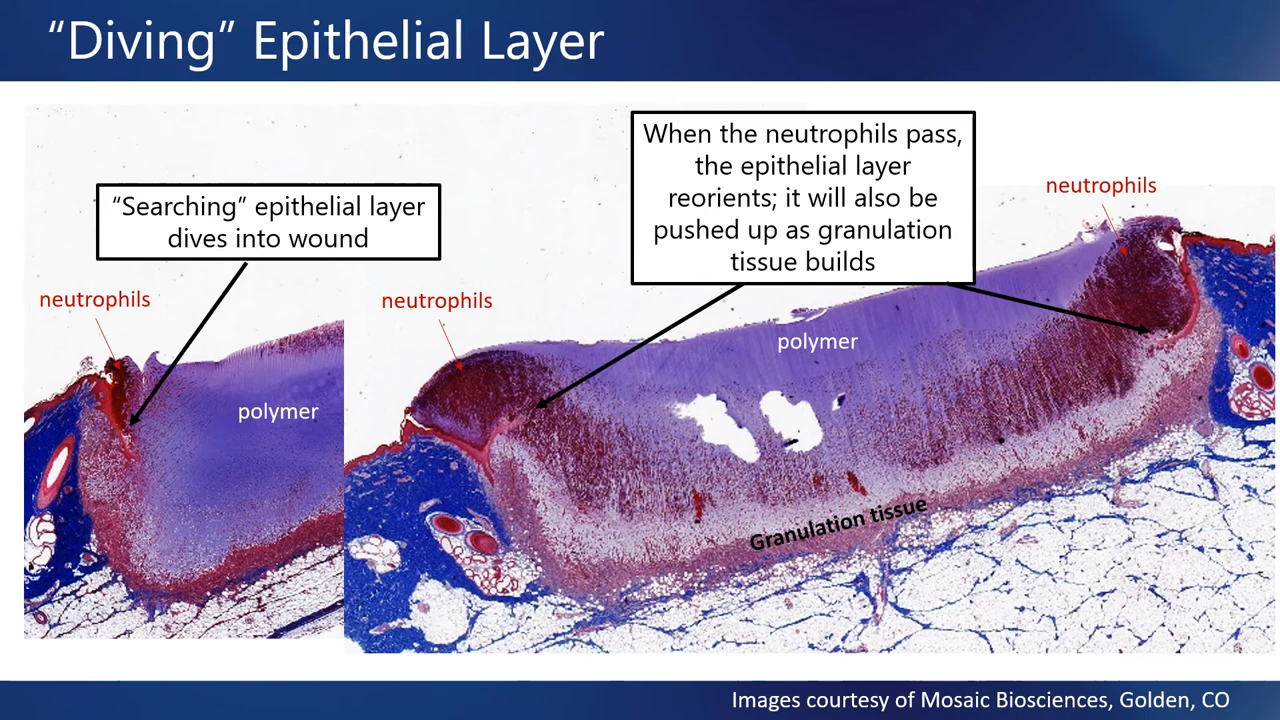 “Diving” Epithelial Layer
“Searching” epithelial layer
dives into wound
When the neutrophils pass,
the epithelial layer
reorients; it will also be
pushed up as granulation
tissue builds
neutrophils
neutrophils
neutrophils
polymer
polymer
Granulation tissue
Images courtesy of Mosaic Biosciences, Golden, CO